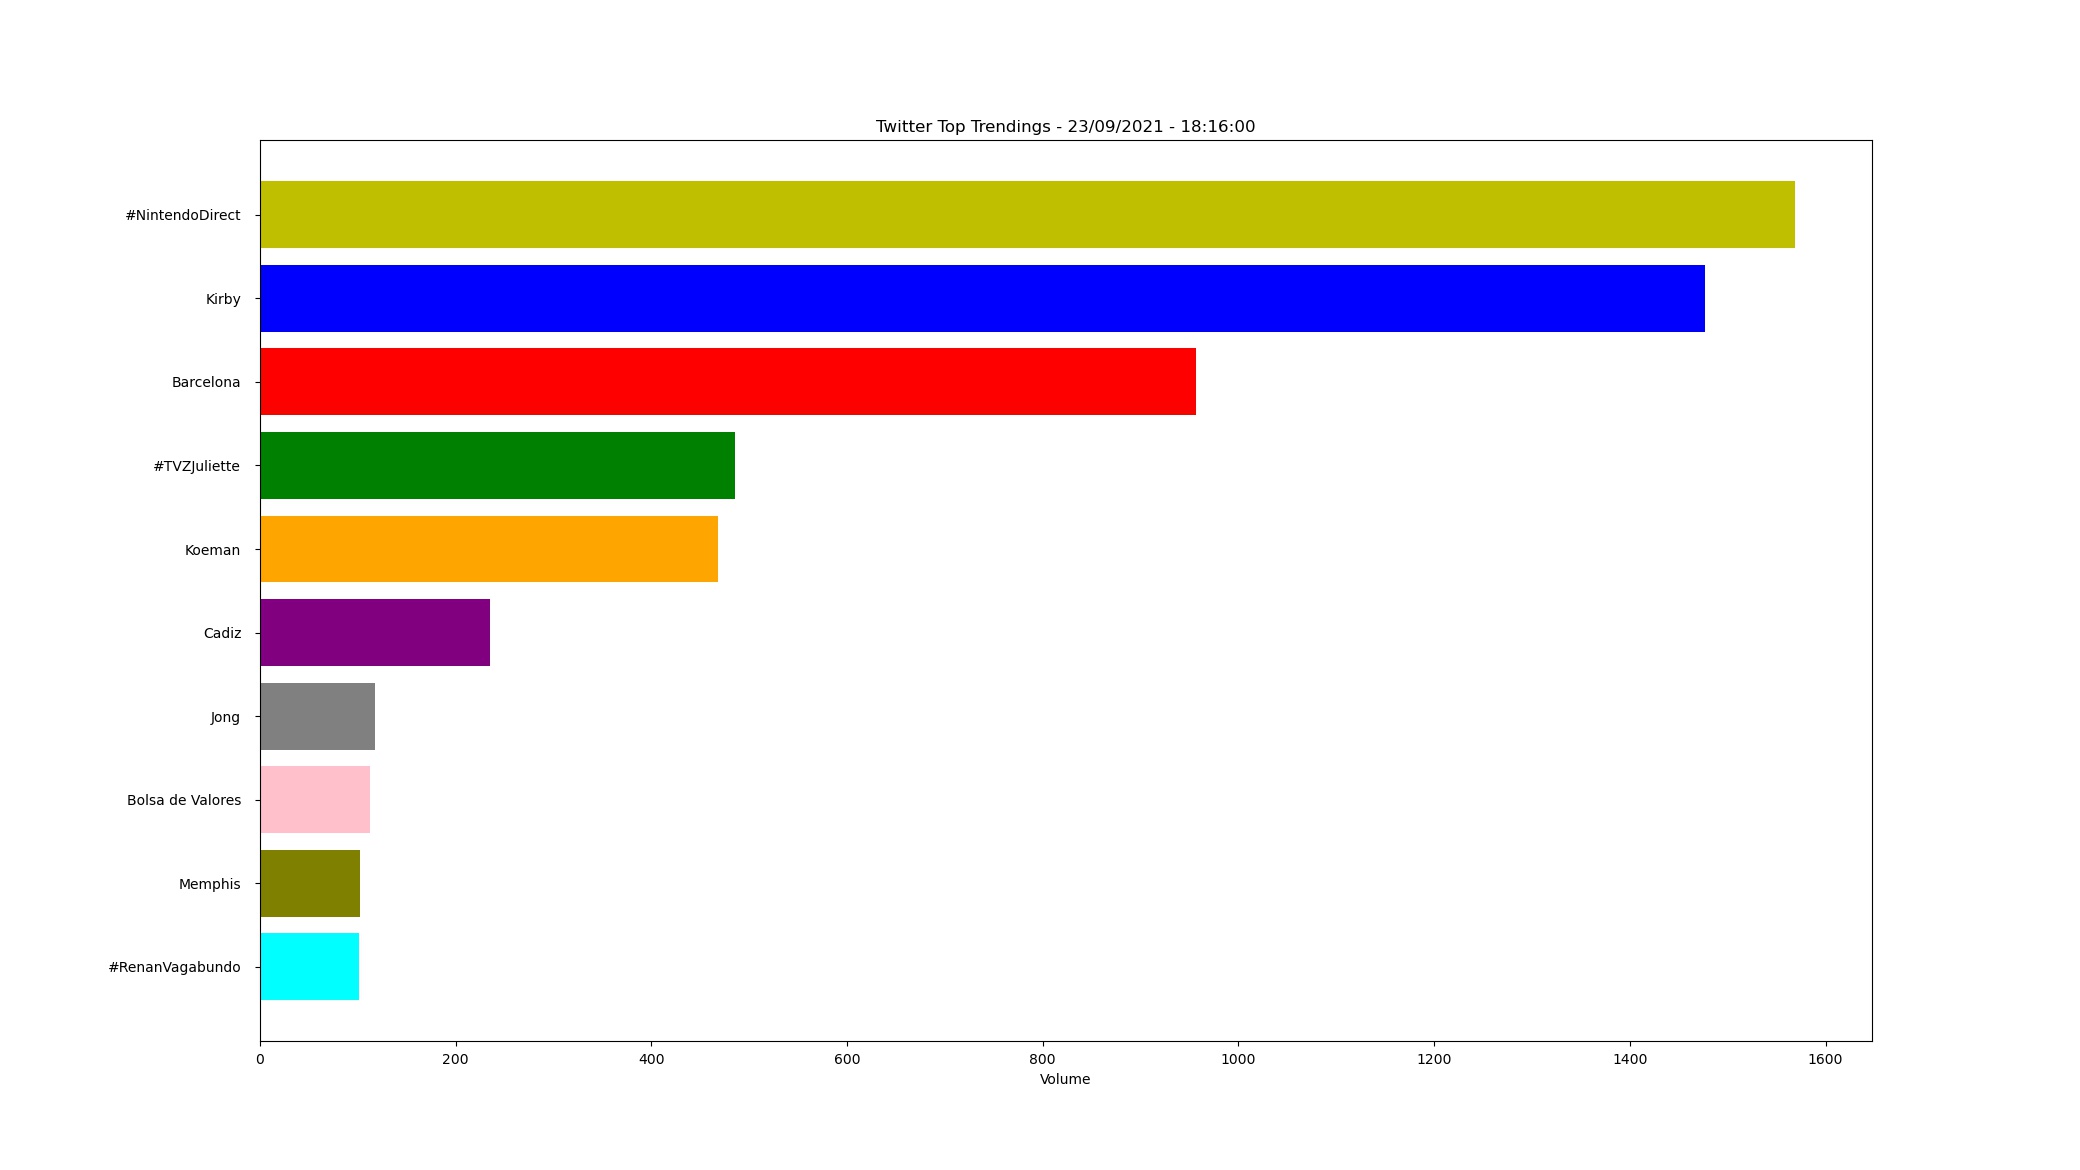 Twitter Top Trendings - 23/09/2021 - 18:16:00
#NintendoDirect
Kirby
Barcelona
#TVZJuliette
Koeman
Cadiz
Jong
Bolsa de Valores
Memphis
#RenanVagabundo
0 200 400 600 800 1000 1200 1400 1600
Volume